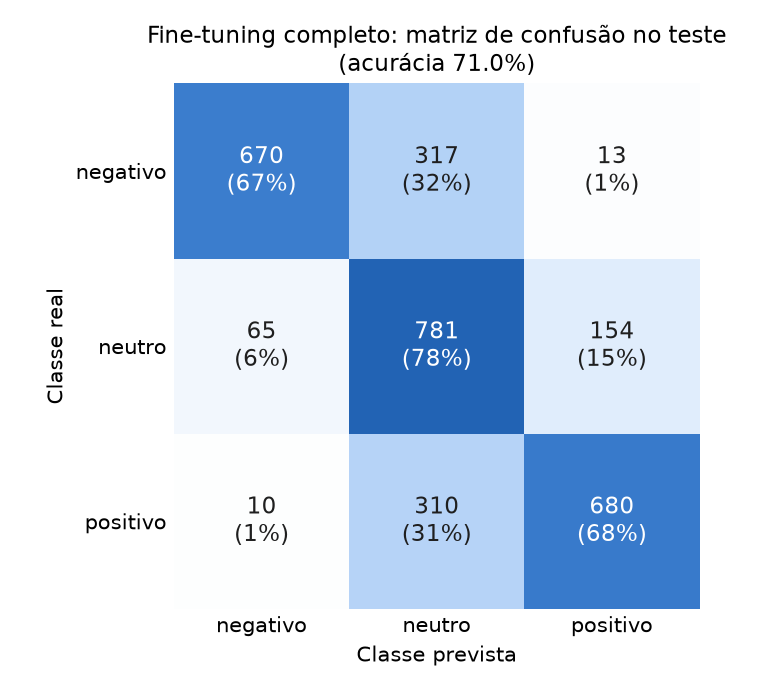 Fine-tuning completo: matriz de confusão no teste
(acurácia 71.0%)
negativo
670
(67%)
317
(32%)
13
(1%)
Classe real
neutro
65
(6%)
781
(78%)
154
(15%)
positivo
10
(1%)
310
(31%)
680
(68%)
negativo
neutro
positivo
Classe prevista